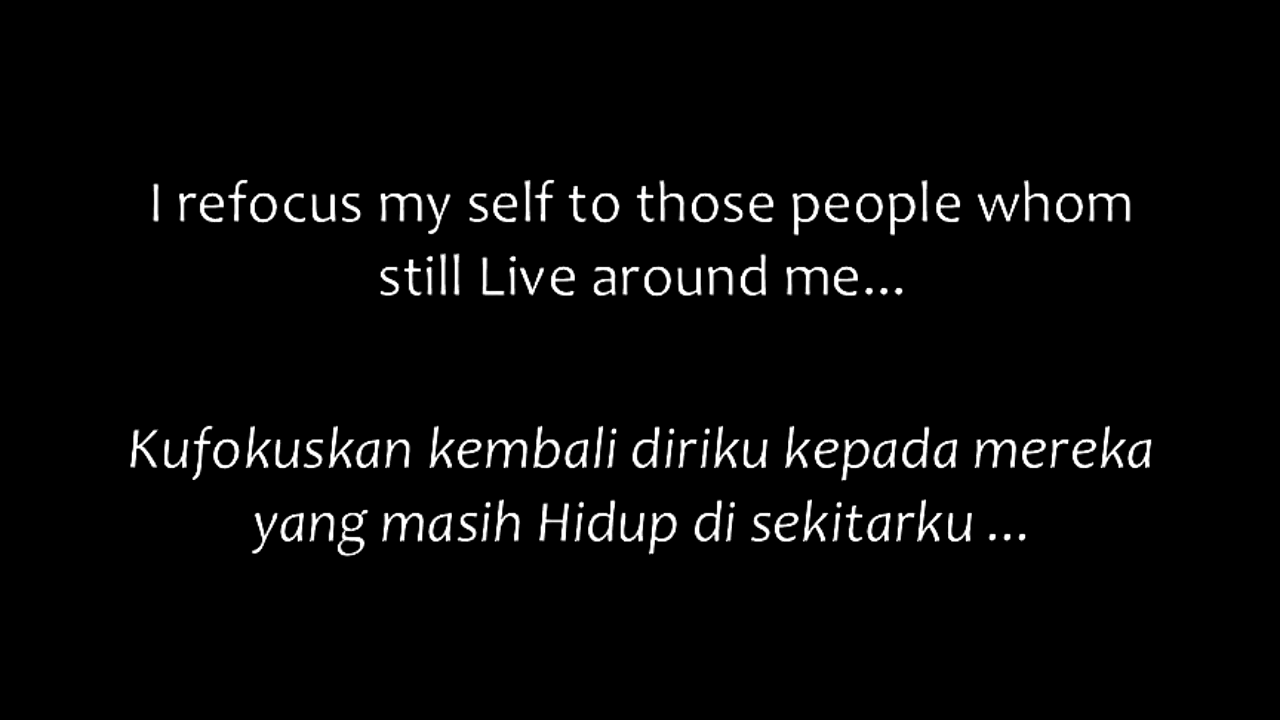 I refocus my self to those people whom
still Live around me...
Kufokuskan kembali diriku kepada mereka
yang masih Hidup di sekitarku ...